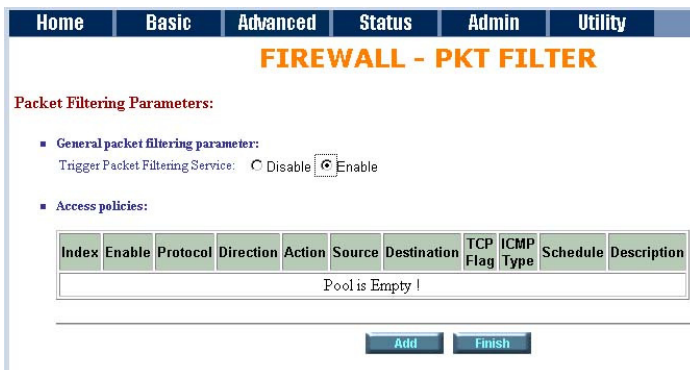 Home Basic Advanced Status Admin Utility
FIREWALL - PKT FILTER
Packet Filtering Parameters:
General packet filtering parameter:
Trigger Packet Filtering Service: Disable Enable
Access policies:
Index Enable Protocol Direction Action Source Destination TCP Flag ICMP Type Schedule Description
Pool is Empty !
Add Finish